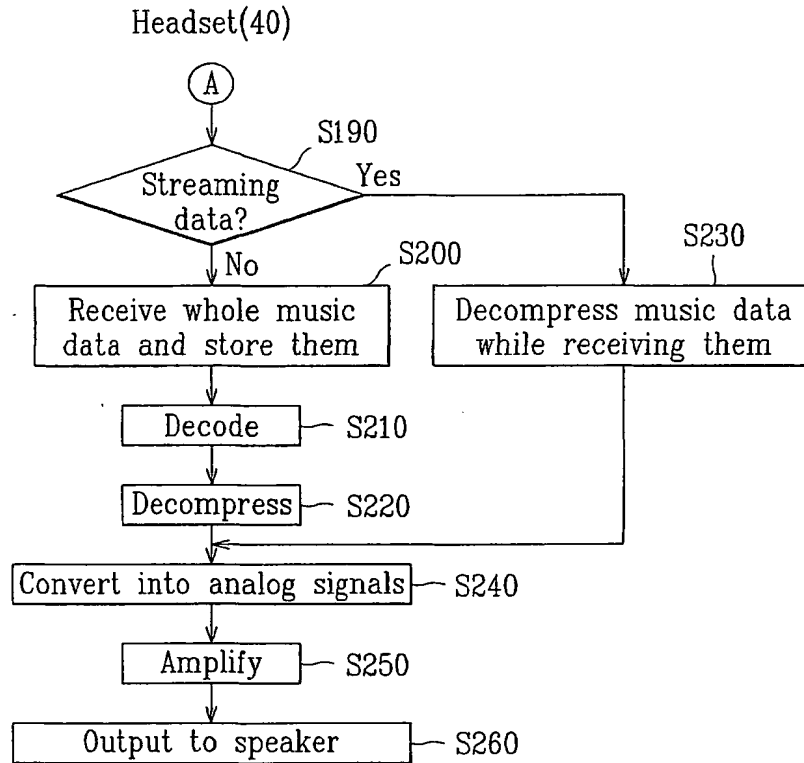 Headset(40)
A
S190
Streaming
data?
Yes
No
S200
Receive whole music
data and store them
S230
Decompress music data
while receiving them
Decode
S210
Decompress
S220
Convert into analog signals
S240
Amplify
S250
Output to speaker
S260